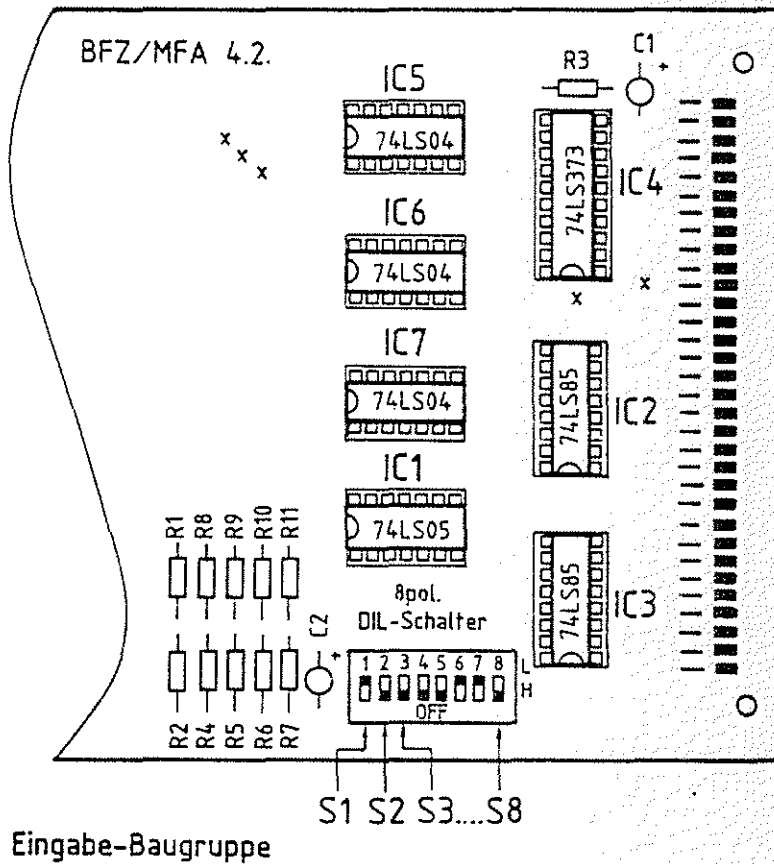 BFZ/MFA 4.2.
IC5
74LS04
R3
C1
+
74LS373
IC4
IC6
74LS04
IC7
74LS04
74LS85
IC2
IC1
74LS05
R1 R8 R9 R10 R11
8pol.
DIL-Schalter
74LS85
IC3
C2
+
1 2 3 4 5 6 7 8
L
H
OFF
R2 R4 R5 R6 R7
S1 S2 S3....S8
Eingabe-Baugruppe